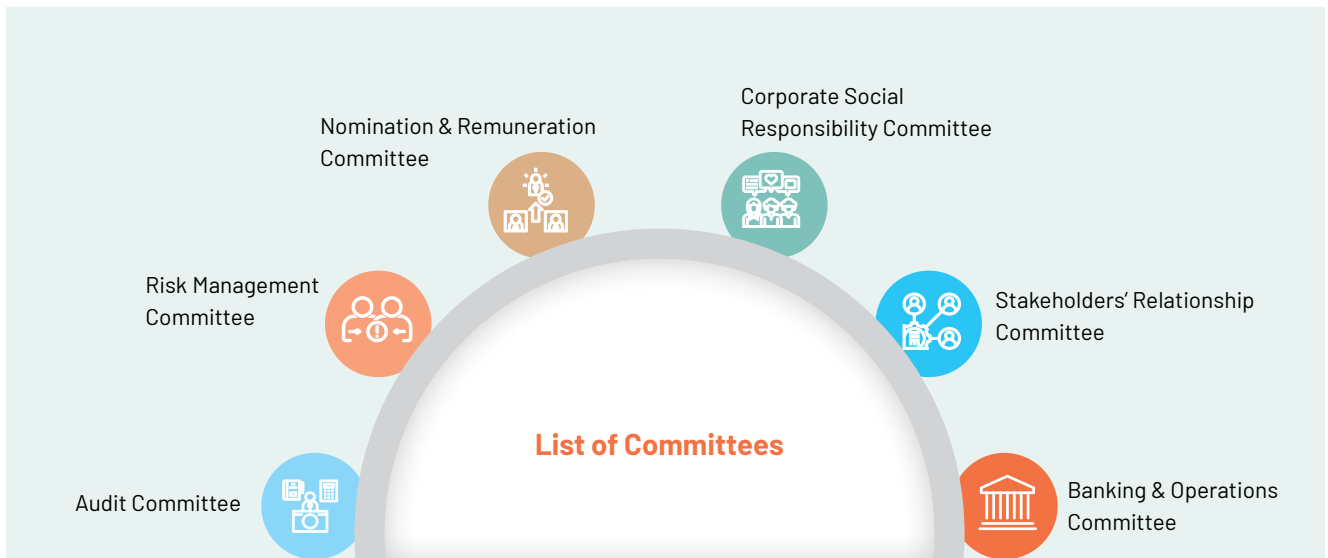 Corporate Social
Responsibility Committee
Nomination & Remuneration
Committee
Risk Management
Committee
Stakeholders’ Relationship
Committee
List of Committees
Audit Committee
Banking & Operations
Committee